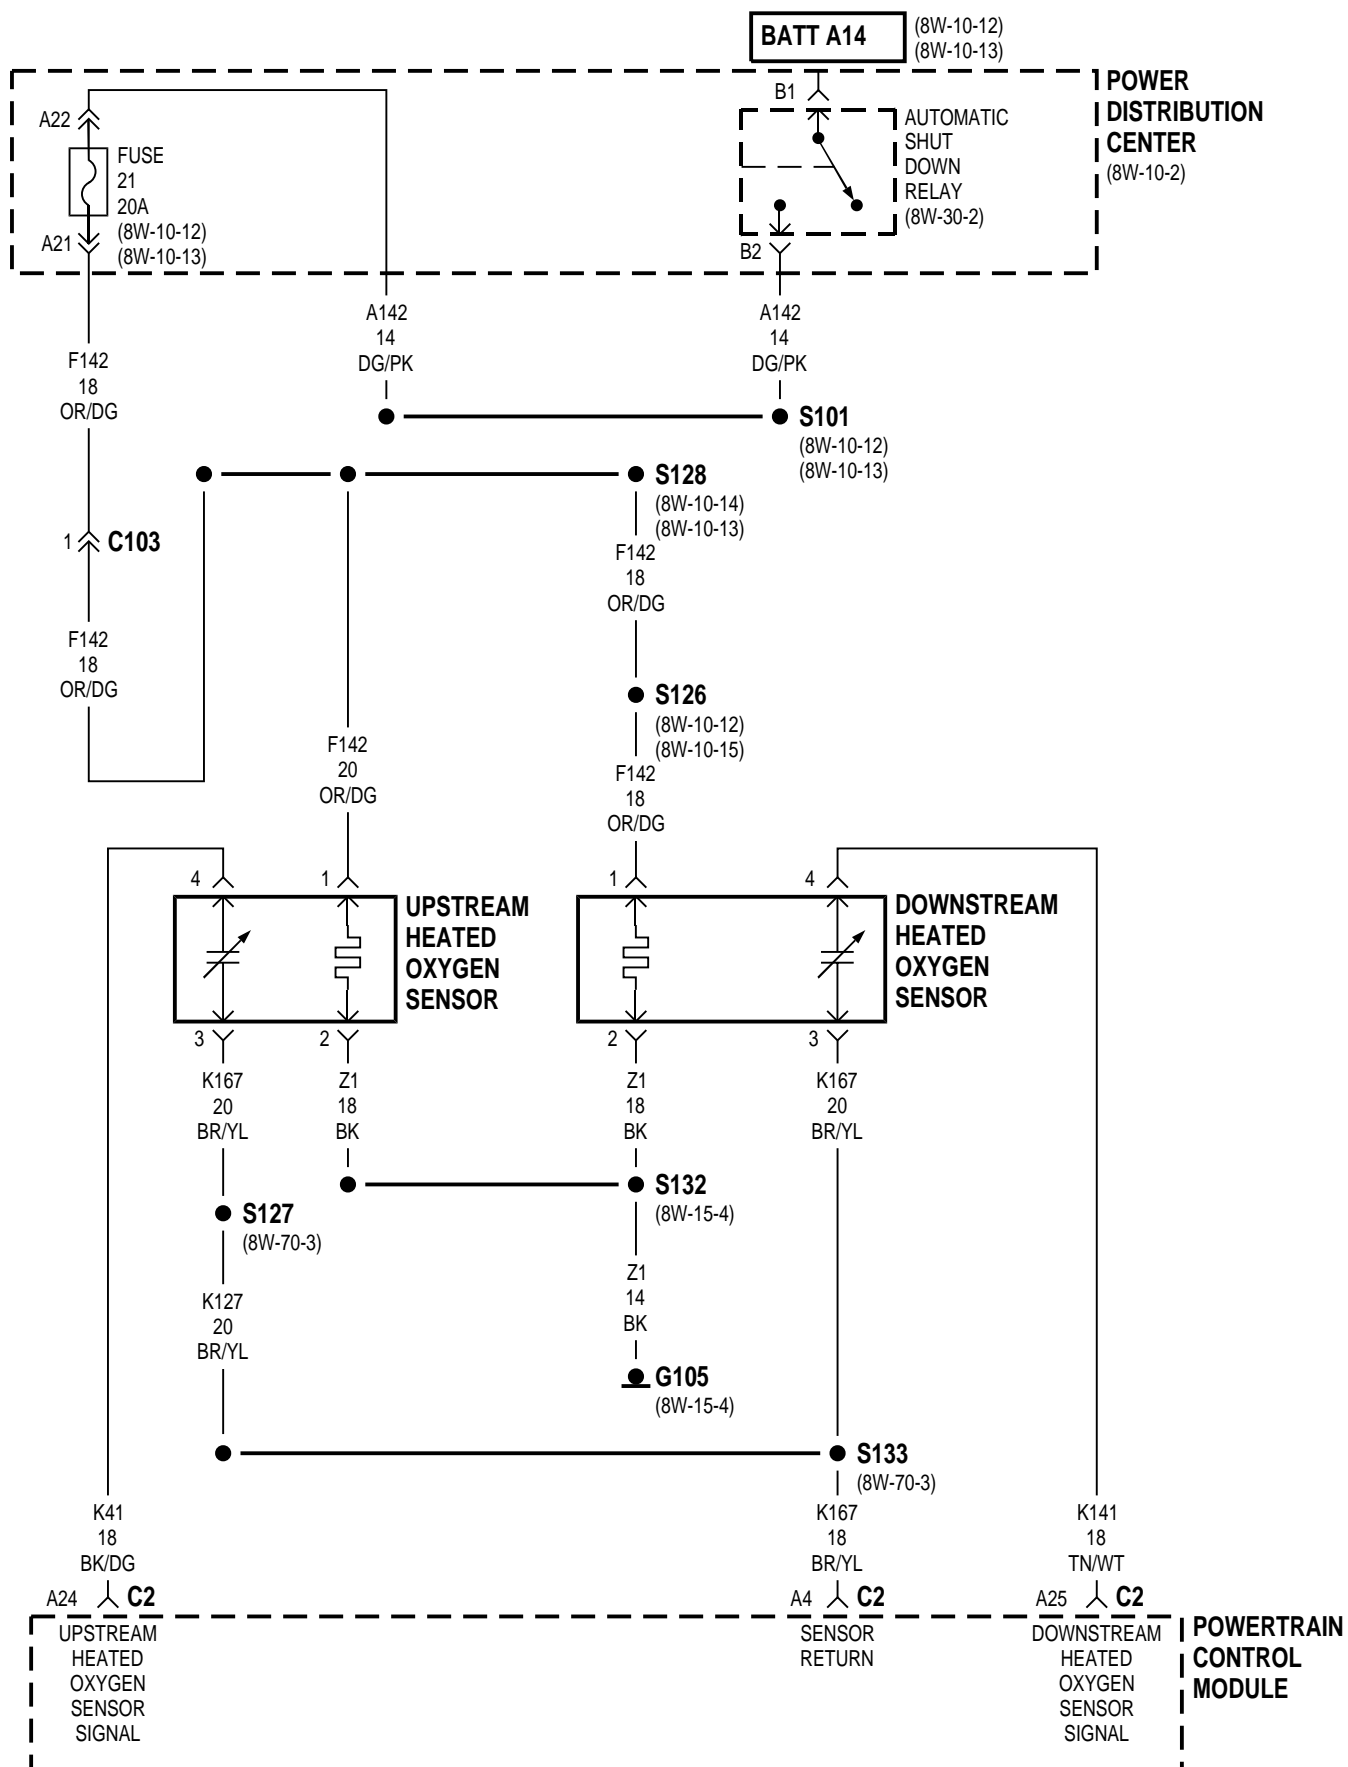 BATT A14
(8W-10-12)
(8W-10-13)
POWER
DISTRIBUTION
CENTER
(8W-10-2)
B1
A22
AUTOMATIC
SHUT
DOWN
RELAY
(8W-30-2)
FUSE
21
20A
(8W-10-12)
(8W-10-13)
A21
B2
A142
14
DG/PK
A142
14
DG/PK
F142
18
OR/DG
S101
(8W-10-12)
(8W-10-13)
S128
(8W-10-14)
(8W-10-13)
1
C103
F142
18
OR/DG
F142
18
OR/DG
S126
(8W-10-12)
(8W-10-15)
F142
20
OR/DG
F142
18
OR/DG
4
1
1
4
UPSTREAM
HEATED
OXYGEN
SENSOR
DOWNSTREAM
HEATED
OXYGEN
SENSOR
3
2
2
3
K167
20
BR/YL
Z1
18
BK
Z1
18
BK
K167
20
BR/YL
S132
(8W-15-4)
S127
(8W-70-3)
Z1
14
BK
K127
20
BR/YL
G105
(8W-15-4)
S133
(8W-70-3)
K41
18
BK/DG
K167
18
BR/YL
K141
18
TN/WT
A24
C2
A4
C2
A25
C2
UPSTREAM
HEATED
OXYGEN
SENSOR
SIGNAL
SENSOR
RETURN
DOWNSTREAM
HEATED
OXYGEN
SENSOR
SIGNAL
POWERTRAIN
CONTROL
MODULE